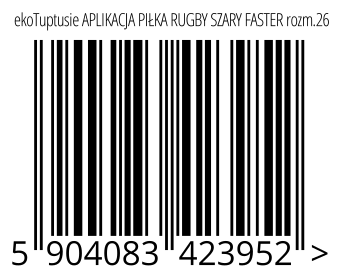 ekoTuptusie APLIKACJA PIŁKA RUGBY SZARY FASTER rozm.26
5 904083 423952 >